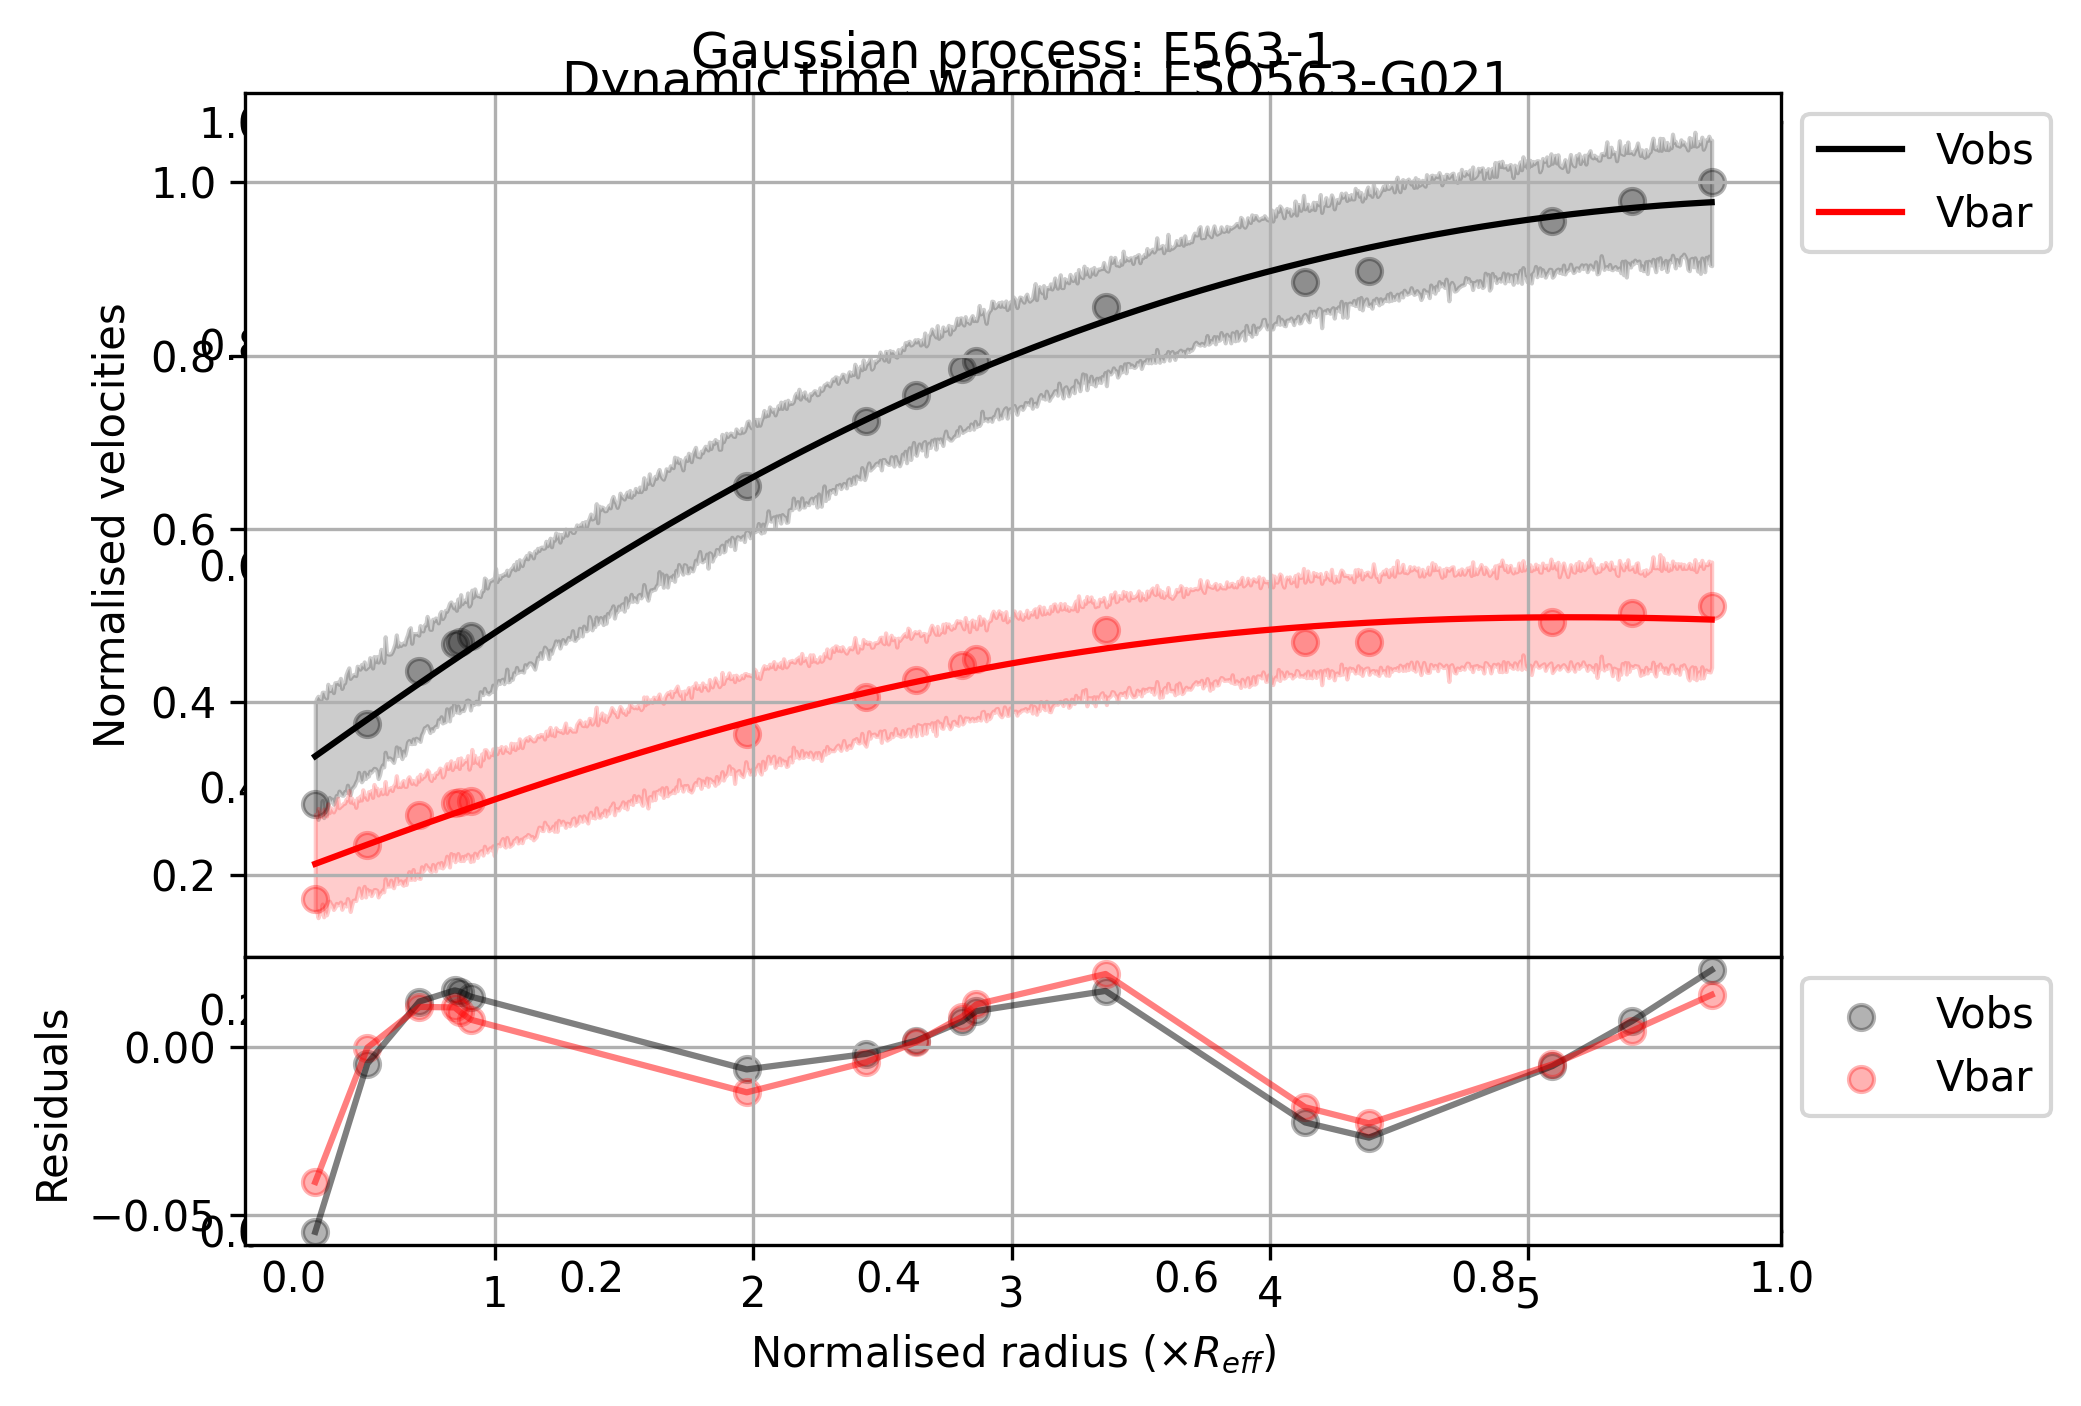 Gaussian process: F563-1
Dynamic time warping: ESO563-G021
1.0
0.8
0.6
0.4
0.2
Normalised velocities
Vobs
Vbar
0.00
−0.05
Residuals
Vobs
Vbar
0.0 0.2 0.4 0.6 0.8 1.0
1 2 3 4 5
Normalised radius (×R_eff)